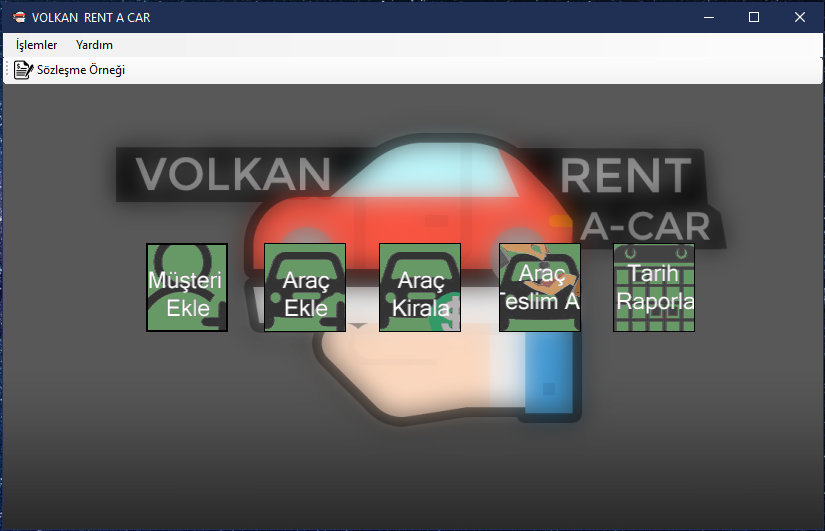 VOLKAN RENT A CAR
İşlemler Yardım
Sözleşme Örneği
VOLKAN RENT
A-CAR
Müşteri
Ekle
Araç
Ekle
Araç
Kirala
Araç
Teslim A
Tarih
Raporla